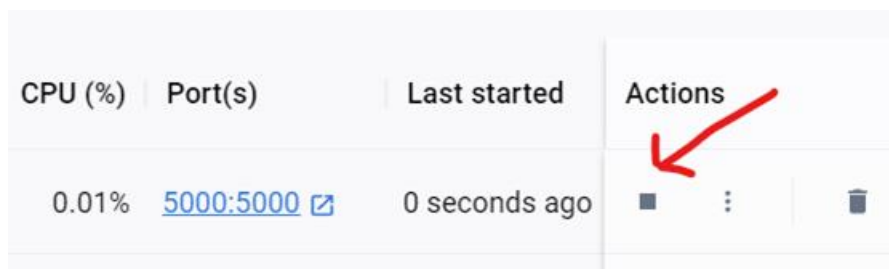 CPU (%) Port(s) Last started Actions
0.01% 5000:5000 0 seconds ago